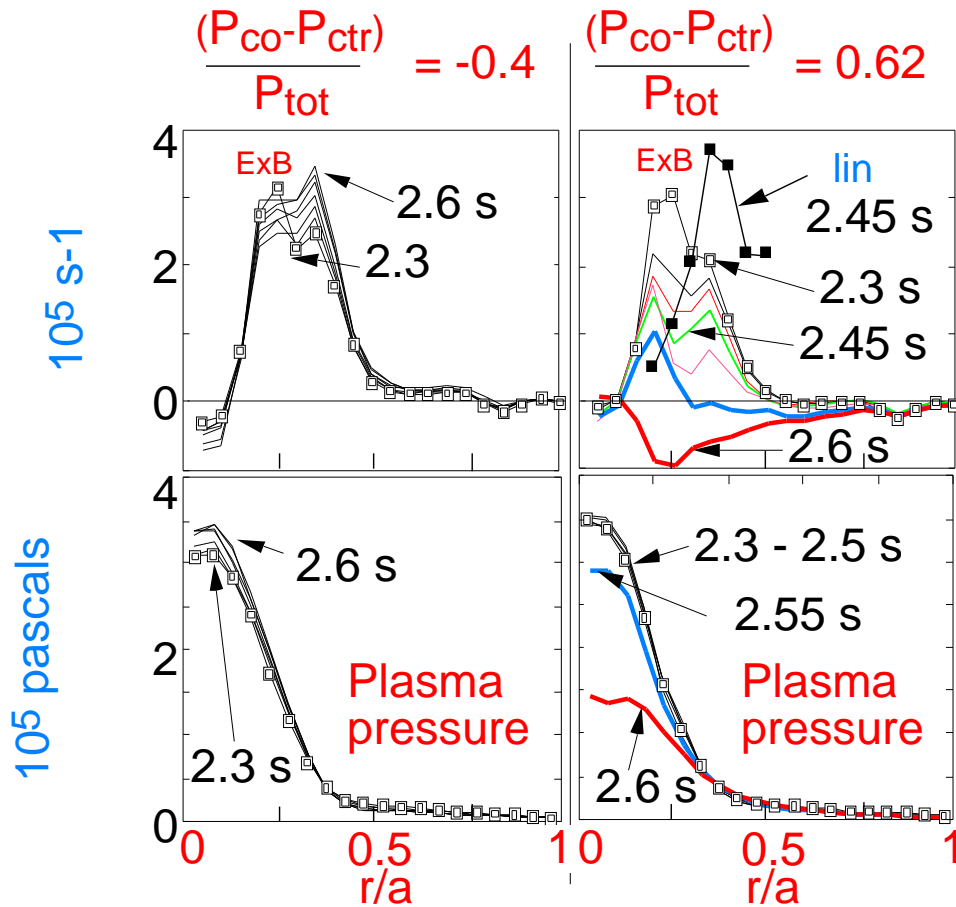 (Pco-Pctr)
Ptot
= -0.4
(Pco-Pctr)
Ptot
= 0.62
10⁵ s-1
4
2
0
ExB
2.6 s
2.3
ExB
lin
2.45 s
2.3 s
2.45 s
2.6 s
10⁵ pascals
4
2
0
2.6 s
2.3 s
Plasma
pressure
2.3 - 2.5 s
2.55 s
2.6 s
Plasma
pressure
0
0.5
1
r/a
0
0.5
1
r/a